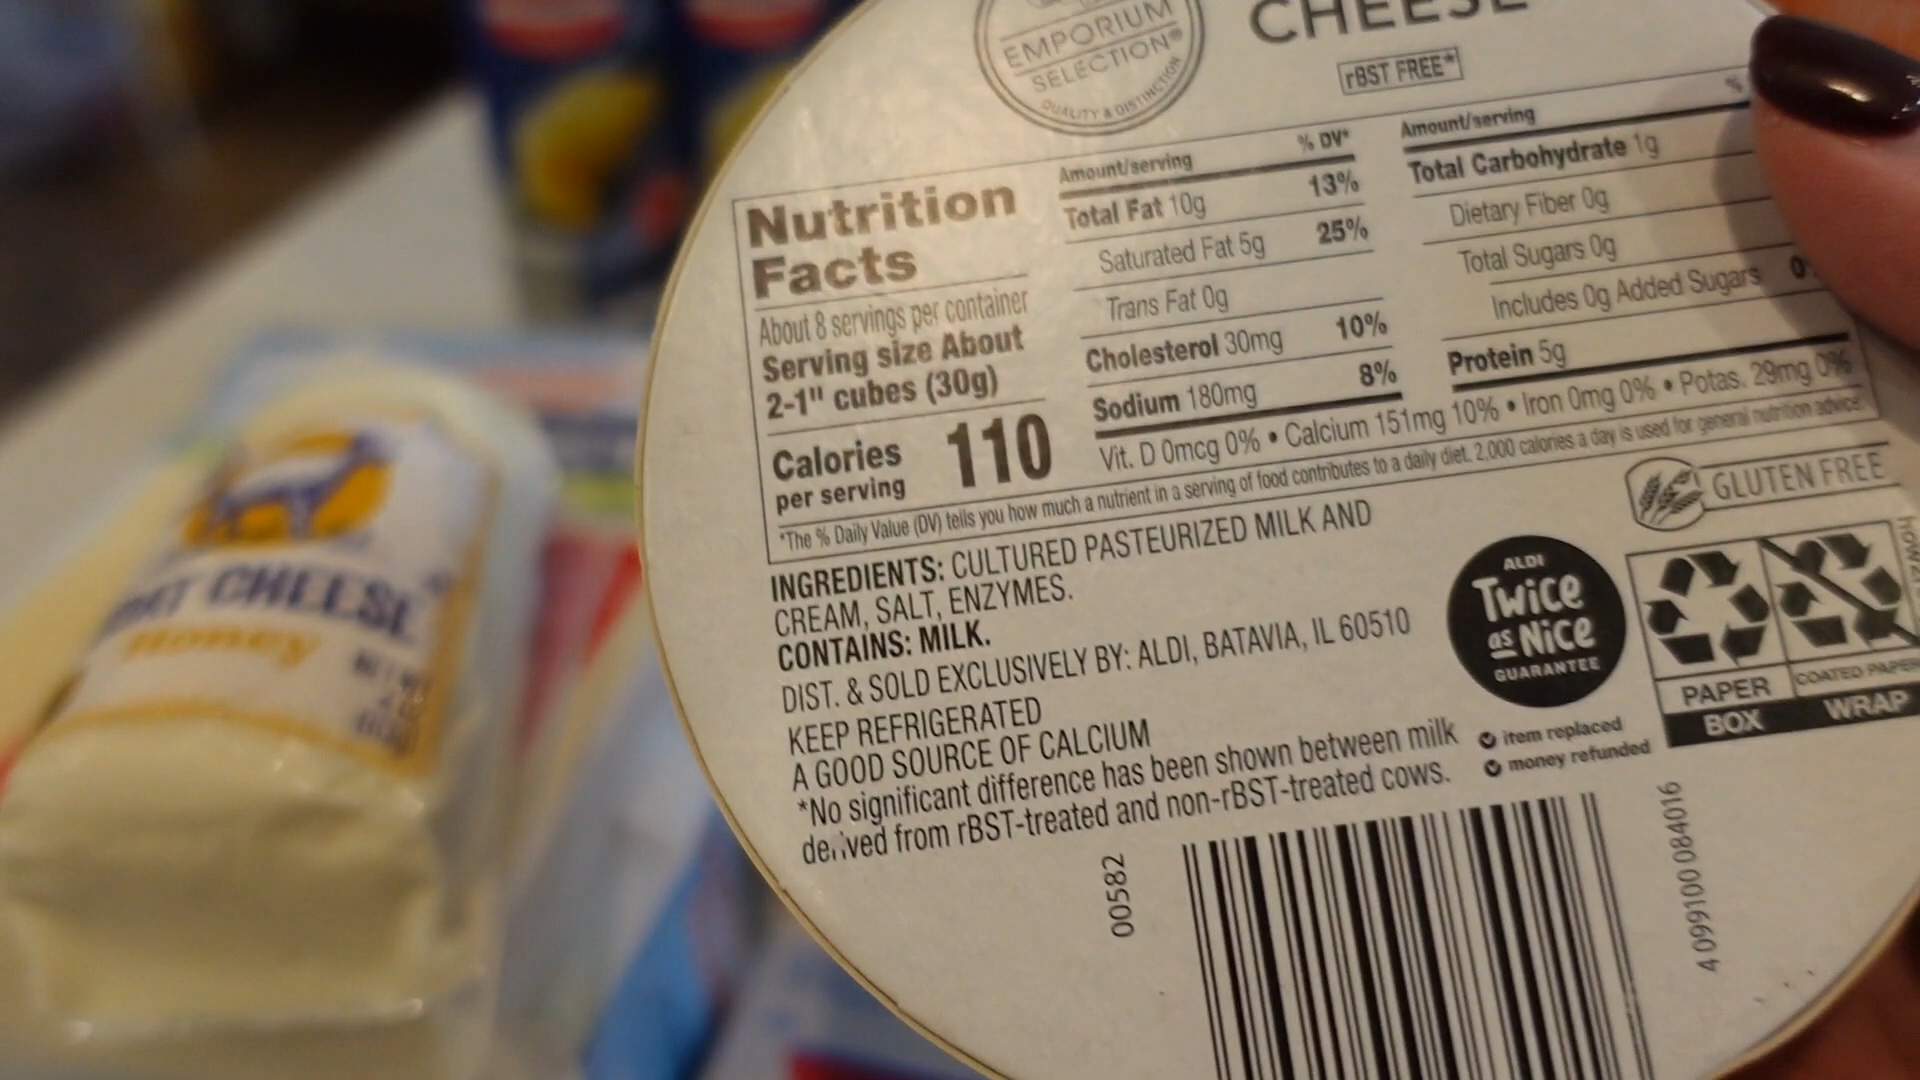 EMPORIUM
SELECTION®
QUALITY & DISTINCTION
CHEESE
rBST FREE*
Nutrition
Facts
About 8 servings per container
Serving size About
2-1" cubes (30g)
Calories
per serving
110
Amount/serving % DV*
Total Fat 10g 13%
Saturated Fat 5g 25%
Trans Fat 0g
Cholesterol 30mg 10%
Sodium 180mg 8%
Amount/serving %
Total Carbohydrate 1g
Dietary Fiber 0g
Total Sugars 0g
Includes 0g Added Sugars 0
Protein 5g
Vit. D 0mcg 0% • Calcium 151mg 10% • Iron 0mg 0% • Potas. 29mg 0%
*The % Daily Value (DV) tells you how much a nutrient in a serving of food contributes to a daily diet. 2,000 calories a day is used for general nutrition advice.
INGREDIENTS: CULTURED PASTEURIZED MILK AND
CREAM, SALT, ENZYMES.
CONTAINS: MILK.
DIST. & SOLD EXCLUSIVELY BY: ALDI, BATAVIA, IL 60510
KEEP REFRIGERATED
A GOOD SOURCE OF CALCIUM
*No significant difference has been shown between milk
derived from rBST-treated and non-rBST-treated cows.
GLUTEN FREE
ALDI
Twice
as Nice
GUARANTEE
item replaced
money refunded
PAPER
BOX
COATED PAPER
WRAP
HOW2
00582
4 099100 084016
CHEESE
Honey